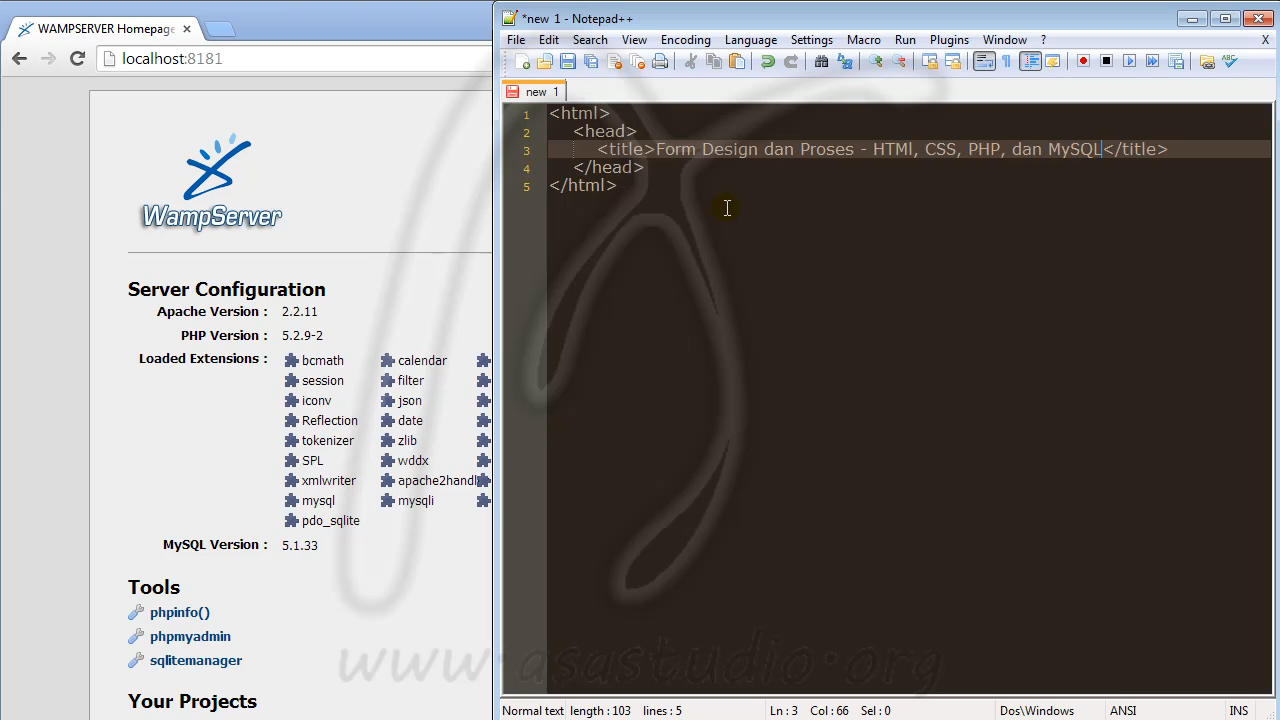 WAMPSERVER Homepage
localhost:8181
WampServer
Server Configuration
Apache Version : 2.2.11
PHP Version : 5.2.9-2
Loaded Extensions : bcmath calendar
session filter
iconv json
Reflection date
tokenizer zlib
SPL wddx
xmlwriter apache2handl
mysql mysqli
pdo_sqlite
MySQL Version : 5.1.33
Tools
phpinfo()
phpmyadmin
sqlitemanager
Your Projects
*new 1 - Notepad++
File Edit Search View Encoding Language Settings Macro Run Plugins Window ? X
new 1
1 <html>
2 <head>
3 <title>Form Design dan Proses - HTMl, CSS, PHP, dan MySQL</title>
4 </head>
5 </html>
www.asastudio.org
Normal text length : 103 lines : 5 Ln : 3 Col : 66 Sel : 0 Dos\Windows ANSI INS